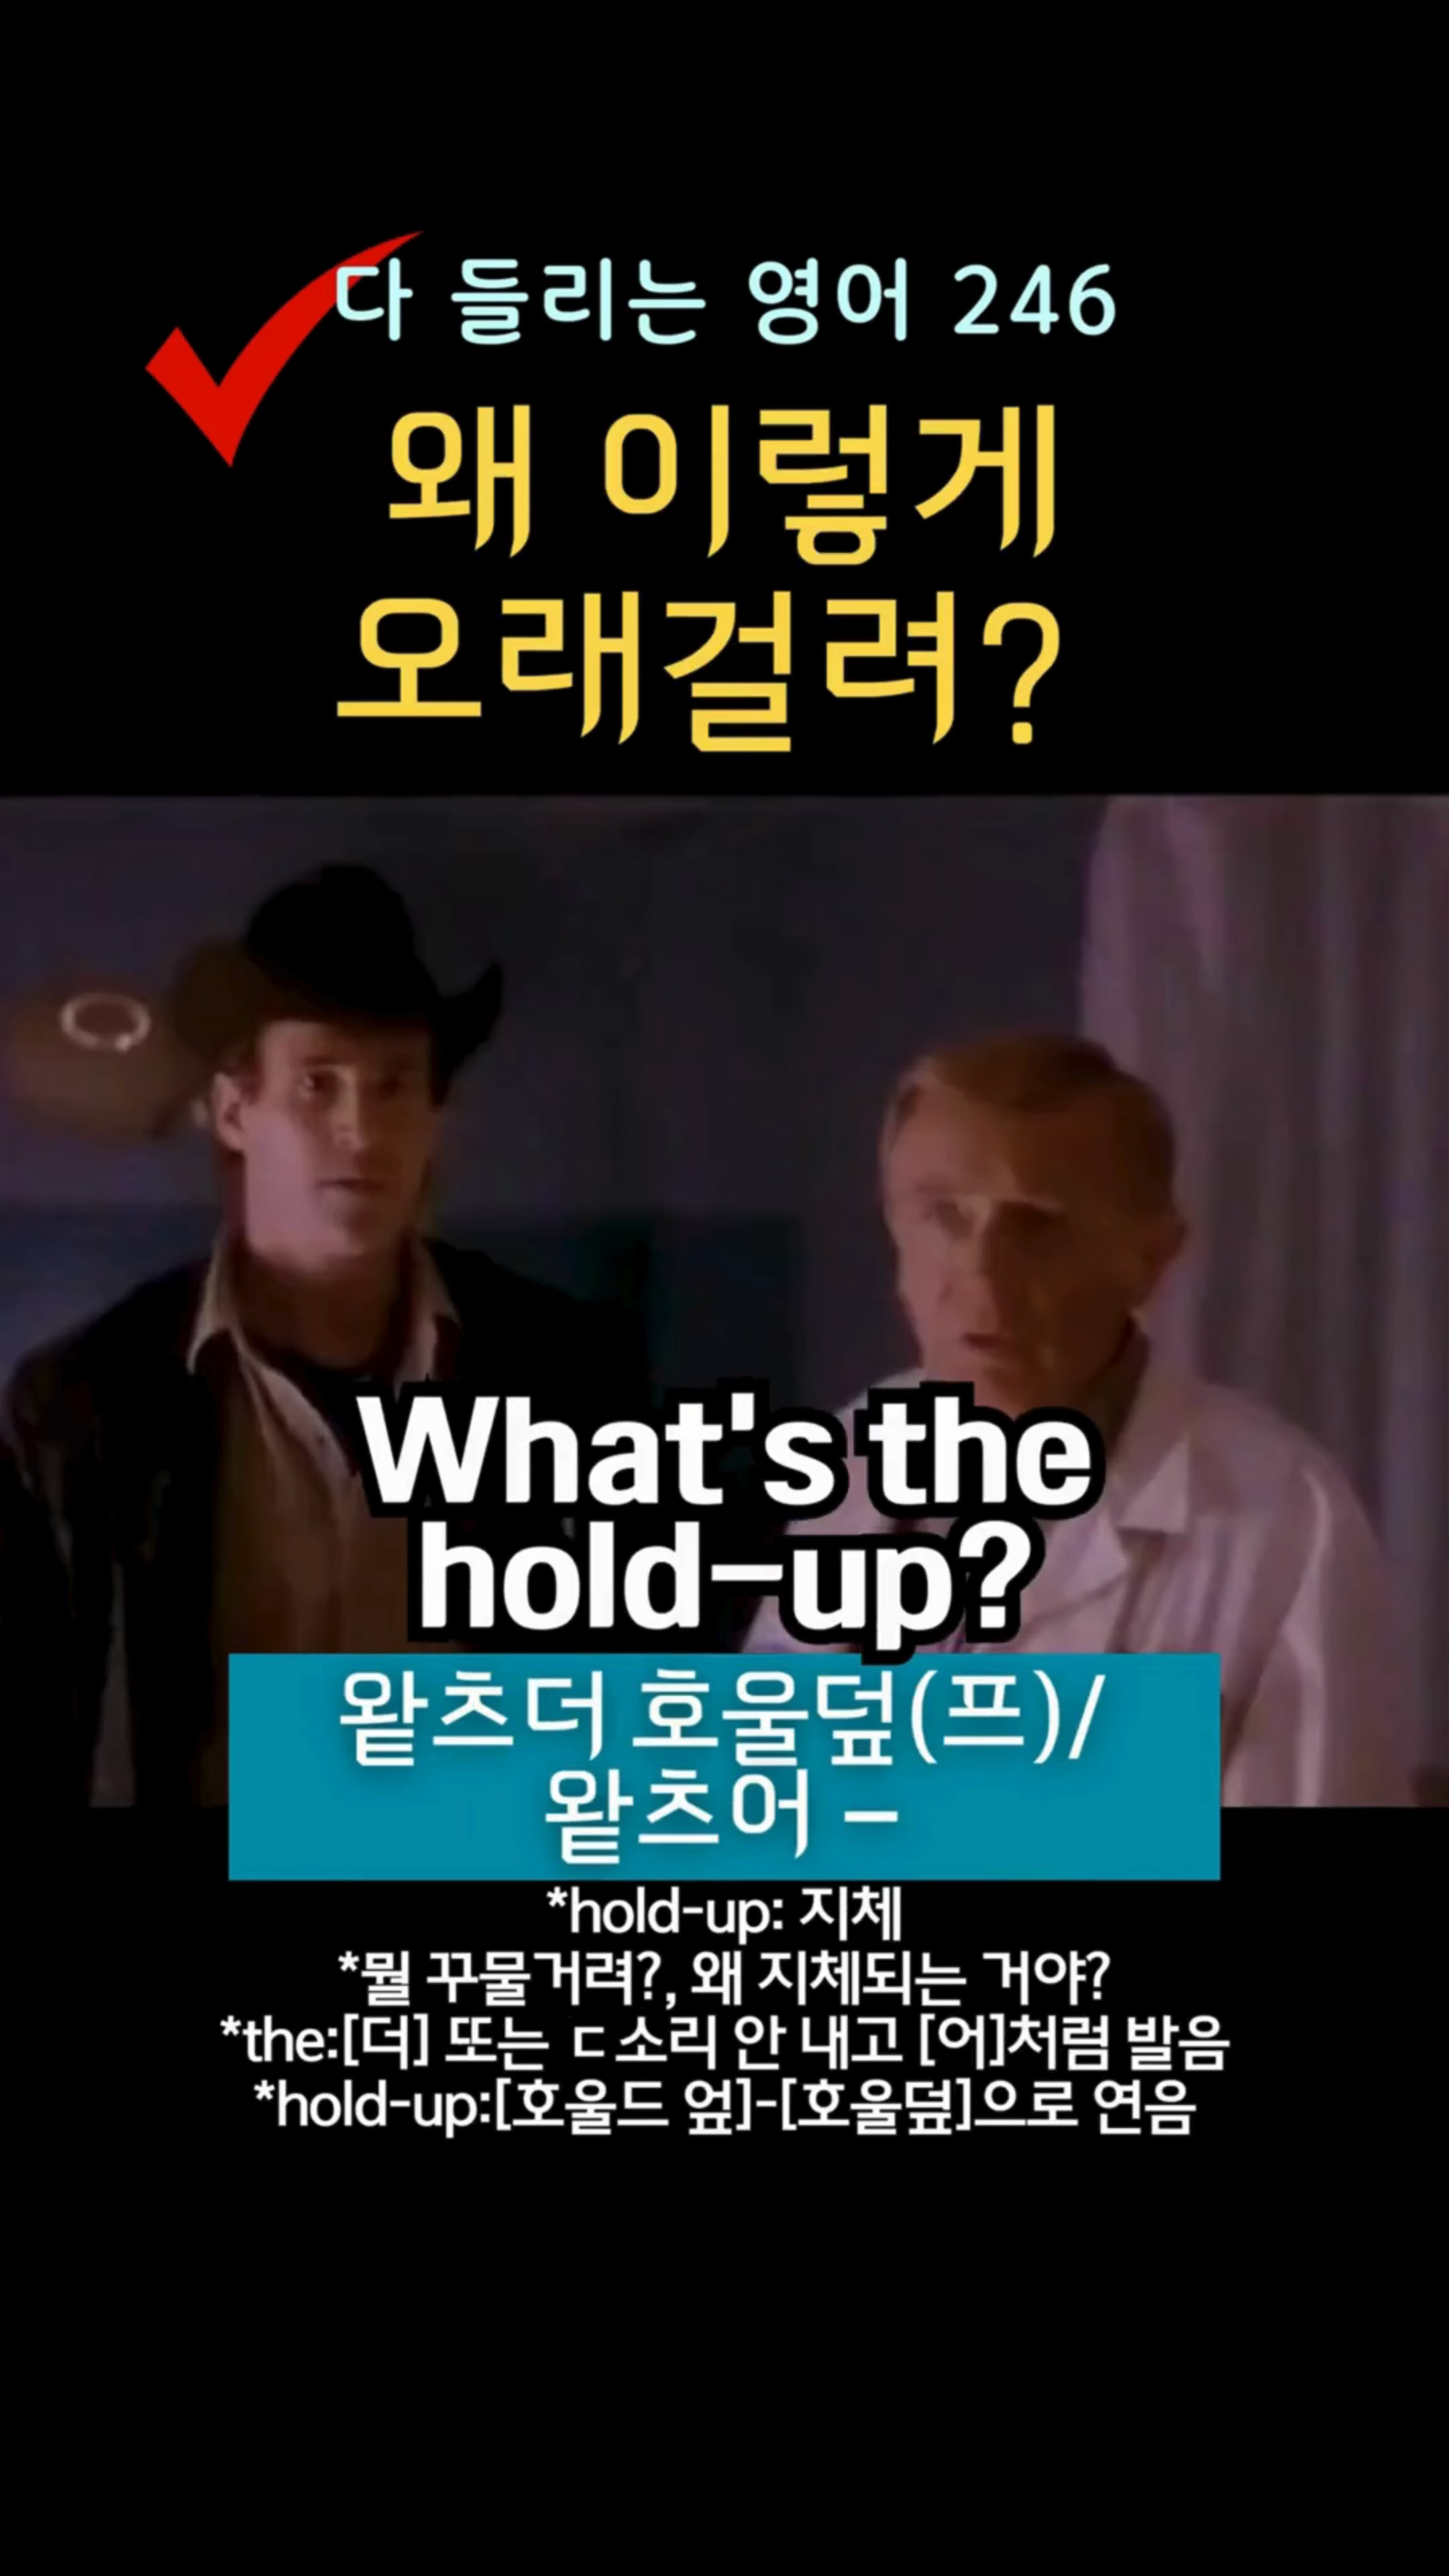 다 들리는 영어 246
왜 이렇게
오래걸려?
What's the
hold-up?
왙츠더 호울덮(프)/
왙츠어 -
*hold-up: 지체
*뭘 꾸물거려?, 왜 지체되는 거야?
*the:[더] 또는 ㄷ소리 안 내고 [어]처럼 발음
*hold-up:[호울드 엎]-[호울덮]으로 연음